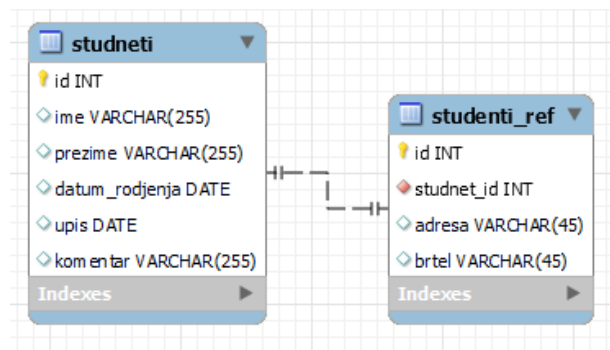 studneti
id INT
ime VARCHAR(255)
prezime VARCHAR(255)
datum_rodjenja DATE
upis DATE
komentar VARCHAR(255)
Indexes
studenti_ref
id INT
studnet_id INT
adresa VARCHAR(45)
brtel VARCHAR(45)
Indexes